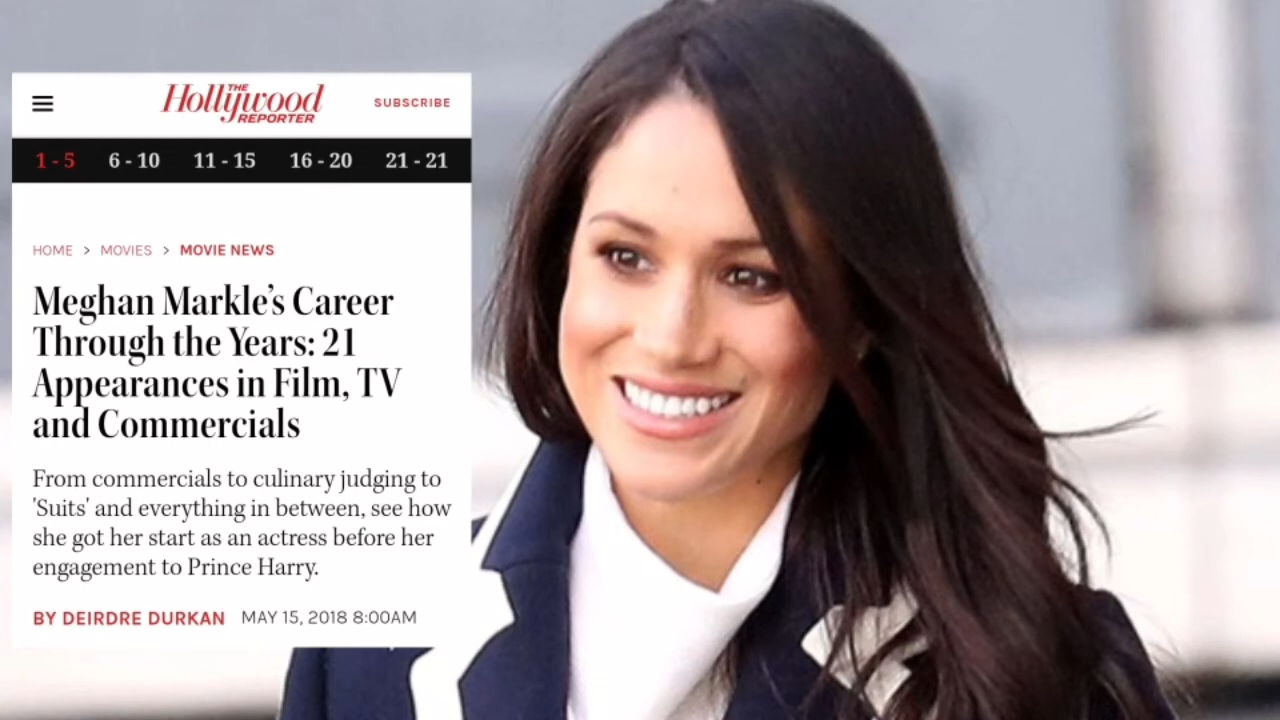 THE
Hollywood
REPORTER
SUBSCRIBE
1 - 5 6 - 10 11 - 15 16 - 20 21 - 21
HOME > MOVIES > MOVIE NEWS
Meghan Markle’s Career
Through the Years: 21
Appearances in Film, TV
and Commercials
From commercials to culinary judging to
'Suits' and everything in between, see how
she got her start as an actress before her
engagement to Prince Harry.
BY DEIRDRE DURKAN MAY 15, 2018 8:00AM